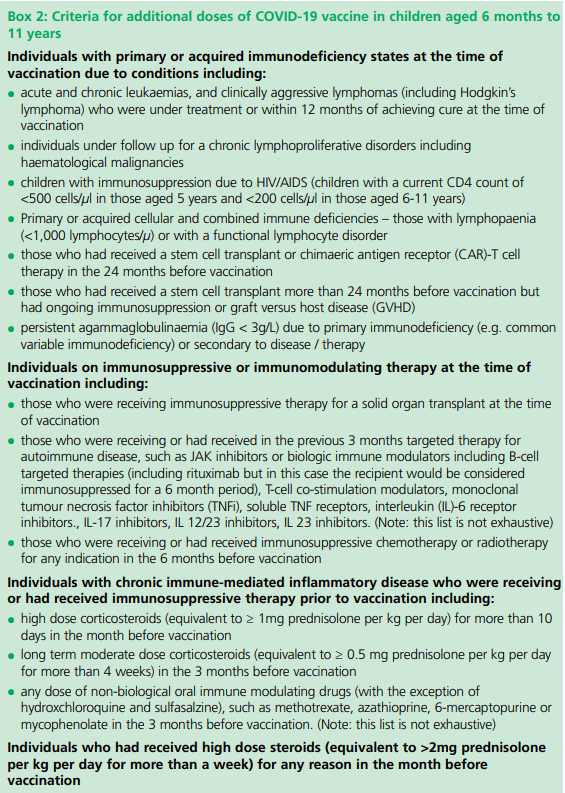 Box 2: Criteria for additional doses of COVID-19 vaccine in children aged 6 months to
11 years
Individuals with primary or acquired immunodeficiency states at the time of
vaccination due to conditions including:
• acute and chronic leukaemias, and clinically aggressive lymphomas (including Hodgkin's
lymphoma) who were under treatment or within 12 months of achieving cure at the time of
vaccination
• individuals under follow up for a chronic lymphoproliferative disorders including
haematological malignancies
• children with immunosuppression due to HIV/AIDS (children with a current CD4 count of
<500 cells/µl in those aged 5 years and <200 cells/µl in those aged 6-11 years)
• Primary or acquired cellular and combined immune deficiencies – those with lymphopaenia
(<1,000 lymphocytes/µ) or with a functional lymphocyte disorder
• those who had received a stem cell transplant or chimaeric antigen receptor (CAR)-T cell
therapy in the 24 months before vaccination
• those who had received a stem cell transplant more than 24 months before vaccination but
had ongoing immunosuppression or graft versus host disease (GVHD)
• persistent agammaglobulinaemia (IgG < 3g/L) due to primary immunodeficiency (e.g. common
variable immunodeficiency) or secondary to disease / therapy
Individuals on immunosuppressive or immunomodulating therapy at the time of
vaccination including:
• those who were receiving immunosuppressive therapy for a solid organ transplant at the time
of vaccination
• those who were receiving or had received in the previous 3 months targeted therapy for
autoimmune disease, such as JAK inhibitors or biologic immune modulators including B-cell
targeted therapies (including rituximab but in this case the recipient would be considered
immunosuppressed for a 6 month period), T-cell co-stimulation modulators, monoclonal
tumour necrosis factor inhibitors (TNFi), soluble TNF receptors, interleukin (IL)-6 receptor
inhibitors., IL-17 inhibitors, IL 12/23 inhibitors, IL 23 inhibitors. (Note: this list is not exhaustive)
• those who were receiving or had received immunosuppressive chemotherapy or radiotherapy
for any indication in the 6 months before vaccination
Individuals with chronic immune-mediated inflammatory disease who were receiving
or had received immunosuppressive therapy prior to vaccination including:
• high dose corticosteroids (equivalent to ≥ 1mg prednisolone per kg per day) for more than 10
days in the month before vaccination
• long term moderate dose corticosteroids (equivalent to ≥ 0.5 mg prednisolone per kg per day
for more than 4 weeks) in the 3 months before vaccination
• any dose of non-biological oral immune modulating drugs (with the exception of
hydroxchloroquine and sulfasalzine), such as methotrexate, azathioprine, 6-mercaptopurine or
mycophenolate in the 3 months before vaccination. (Note: this list is not exhaustive)
Individuals who had received high dose steroids (equivalent to >2mg prednisolone
per kg per day for more than a week) for any reason in the month before
vaccination